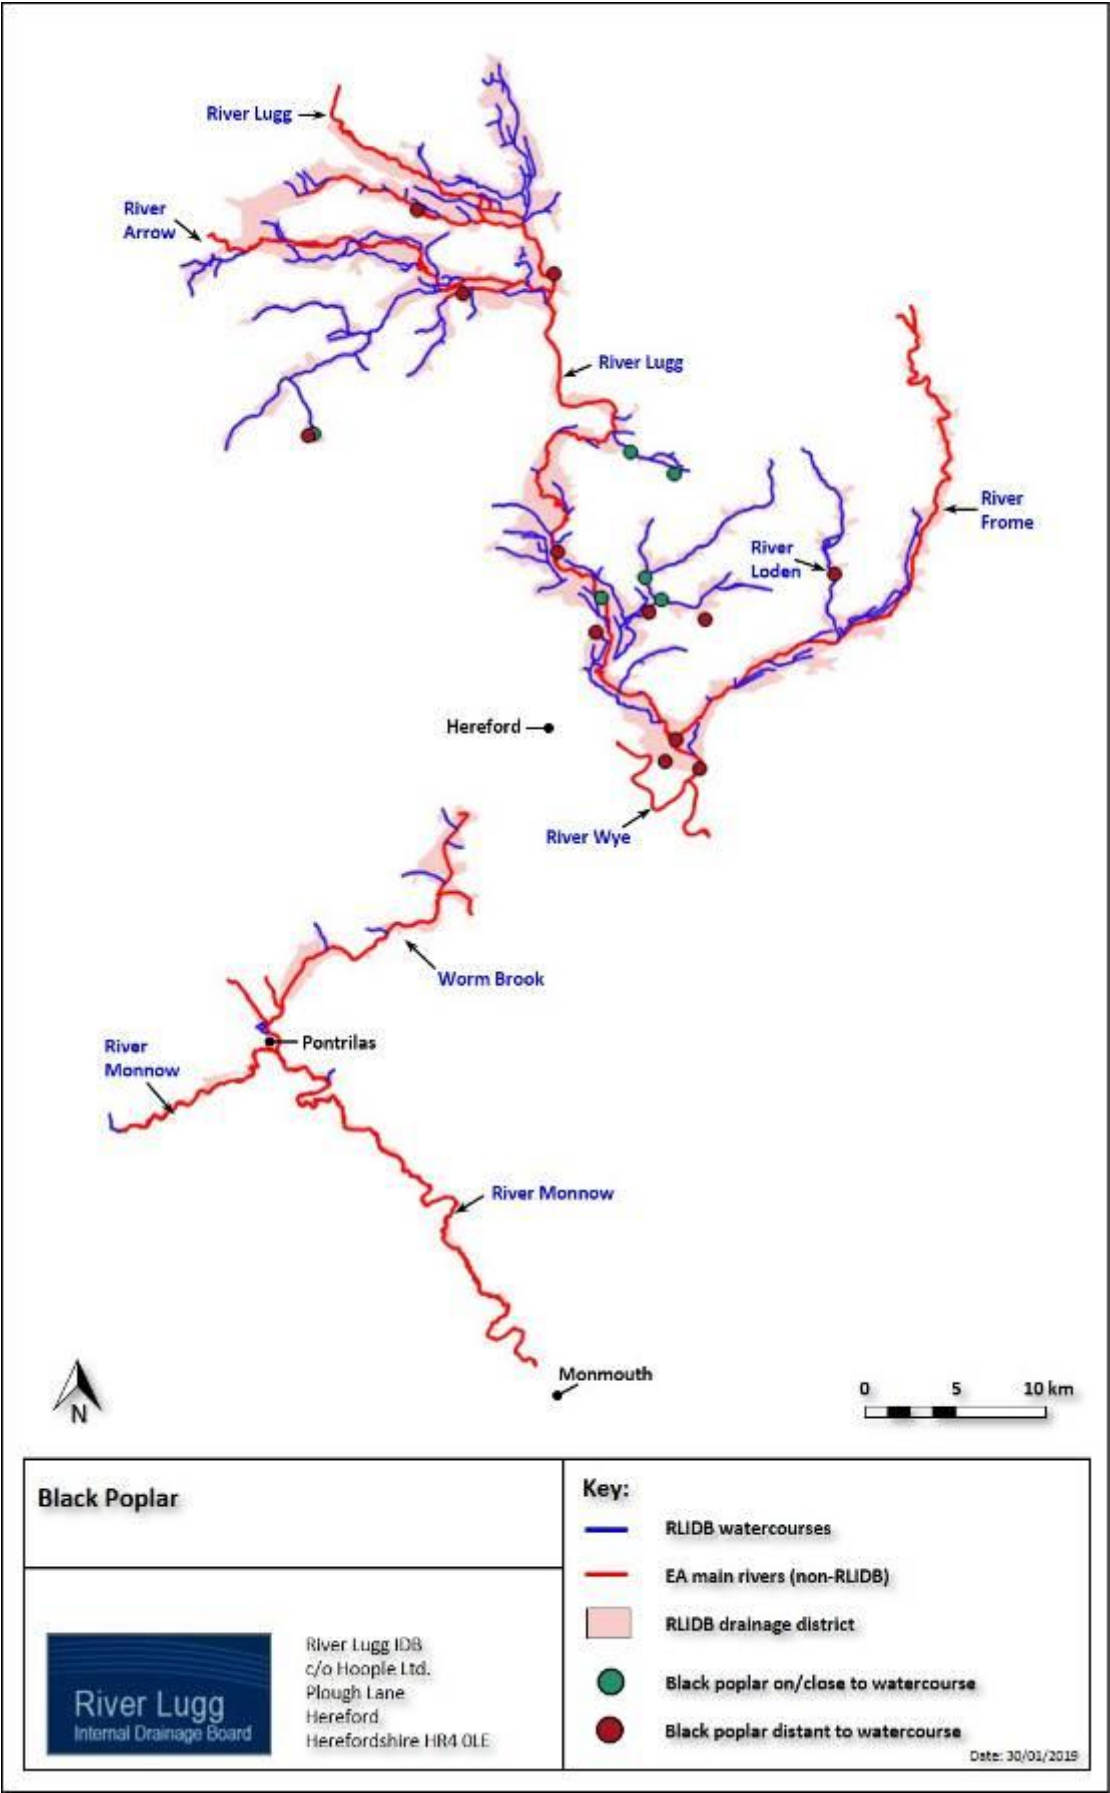 River Lugg
River
Arrow
River Lugg
River
Frome
River
Loden
Hereford
River Wye
Worm Brook
Pontrilas
River
Monnow
River Monnow
Monmouth
N
0 5 10 km
Black Poplar
River Lugg
Internal Drainage Board
River Lugg IDB
c/o Hoople Ltd.
Plough Lane
Hereford
Herefordshire HR4 0LE
Key:
RLIDB watercourses
EA main rivers (non-RLIDB)
RLIDB drainage district
Black poplar on/close to watercourse
Black poplar distant to watercourse
Date: 30/01/2019